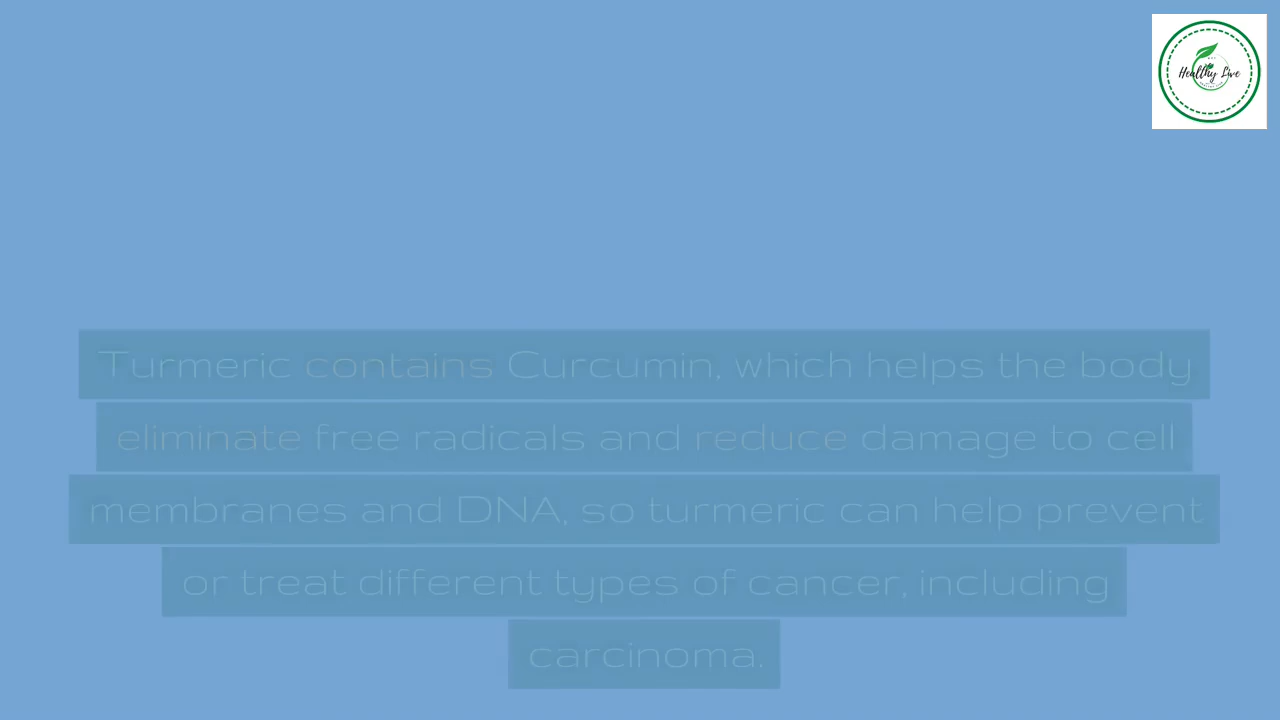 Healthy Live
Turmeric contains Curcumin, which helps the body
eliminate free radicals and reduce damage to cell
membranes and DNA, so turmeric can help prevent
or treat different types of cancer, including
carcinoma.